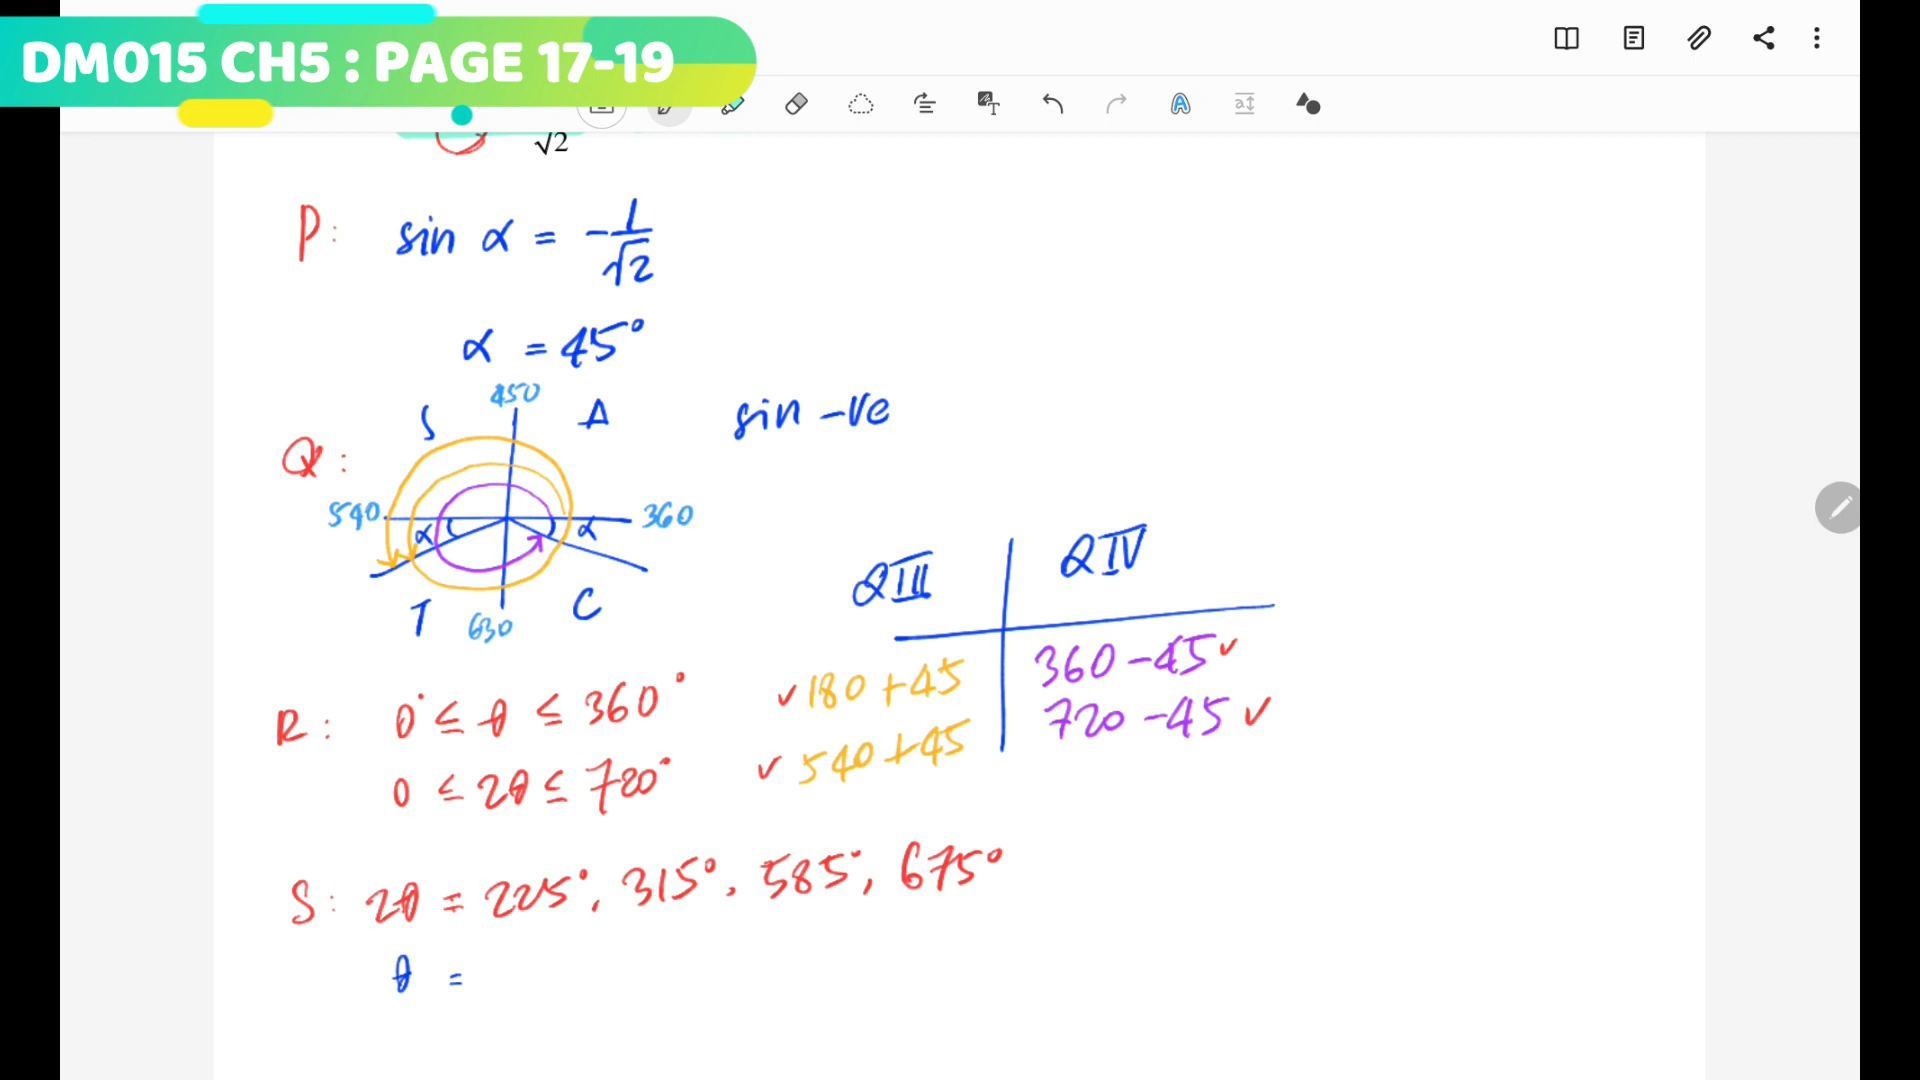 DM015 CH5 : PAGE 17-19
√2
P: sin α = -1/√2
α = 45°
450
S A sin -ve
Q:
540 360
α α
T 630 C
QIII QIV
R: 0° ≤ θ ≤ 360° ✓180+45 360-45✓
0 ≤ 2θ ≤ 720° ✓540+45 720-45✓
S: 2θ = 225°, 315°, 585°, 675°
θ =